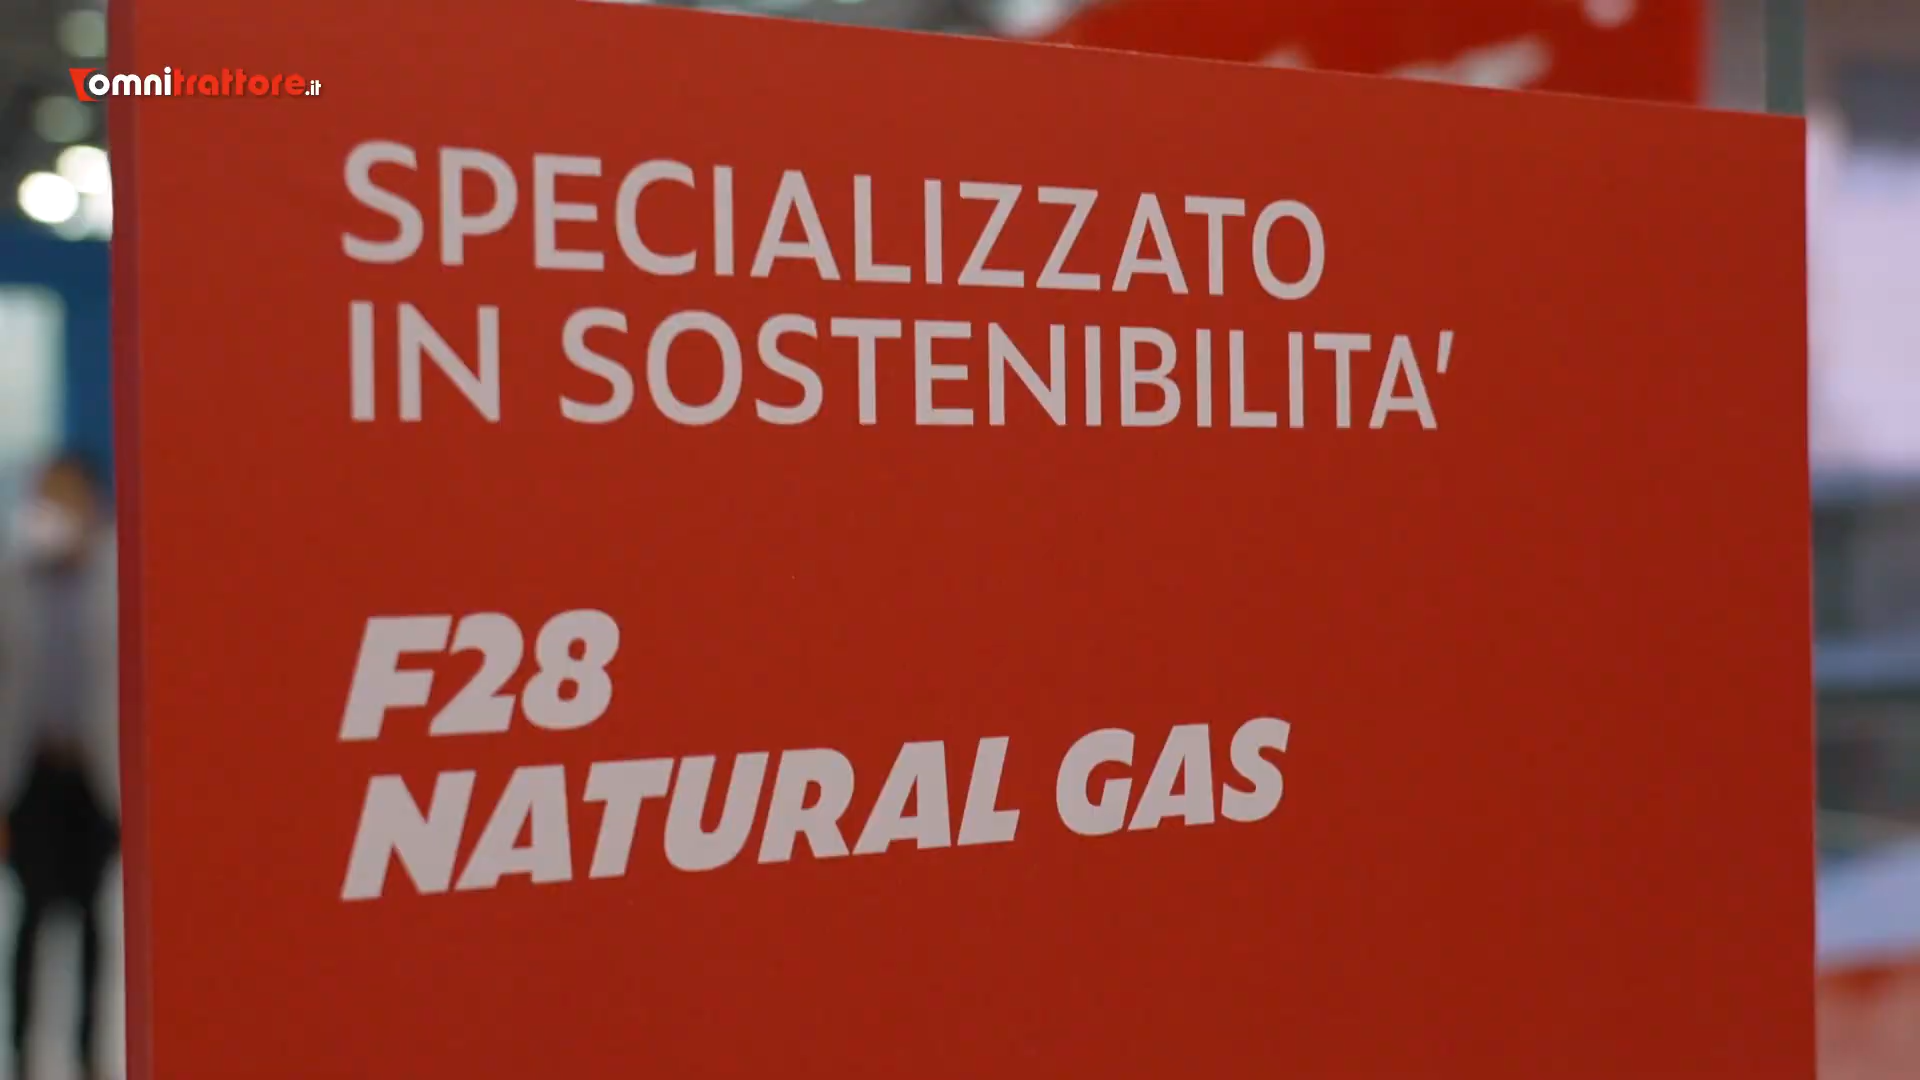 omnitrattore.it
SPECIALIZZATO
IN SOSTENIBILITA'
F28
NATURAL GAS